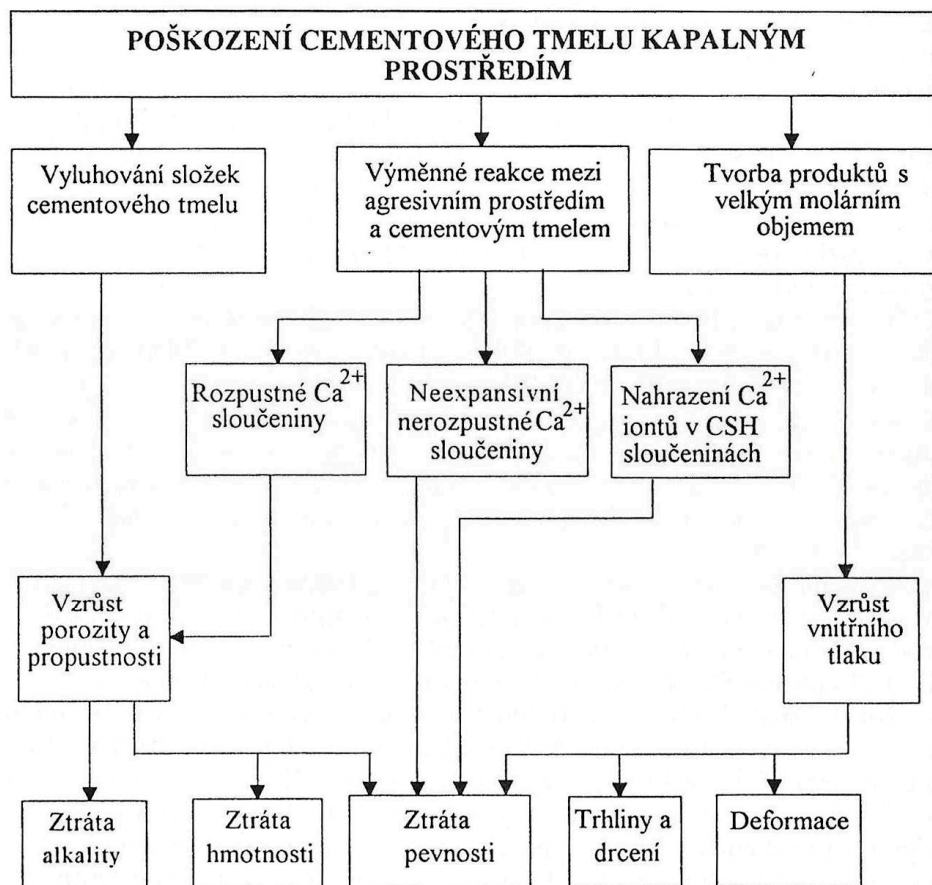 POŠKOZENÍ CEMENTOVÉHO TMELU KAPALNÝM
PROSTŘEDÍM
Vyluhování složek
cementového tmelu
Výměnné reakce mezi
agresivním prostředím
a cementovým tmelem
Tvorba produktů s
velkým molárním
objemem
Rozpustné Ca2+
sloučeniny
Neexpansívní
nerozpustné Ca2+
sloučeniny
Nahrazení Ca2+
iontů v CSH
sloučeninách
Vzrůst
porozity a
propustnosti
Vzrůst
vnitřního
tlaku
Ztráta
alkality
Ztráta
hmotnosti
Ztráta
pevnosti
Trhliny a
drcení
Deformace